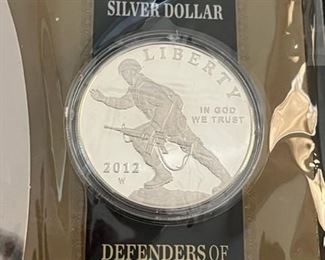 SILVER DOLLAR
LIBERTY
IN GOD
WE TRUST
2012
W
DEFENDERS OF